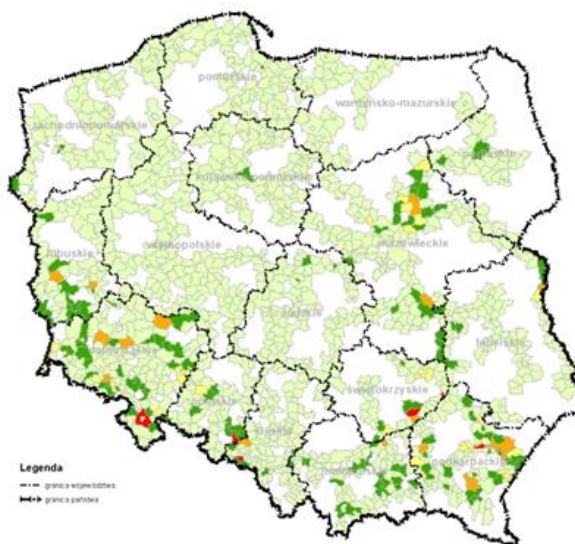 pomorskie
warmińsko-mazurskie
zachodniopomorskie
podlaskie
kujawsko-pomorskie
mazowieckie
lubuskie
wielkopolskie
łódzkie
lubelskie
dolnośląskie
świętokrzyskie
opolskie
śląskie
podkarpackie
małopolskie
Legenda
granica województwa
granica państwa